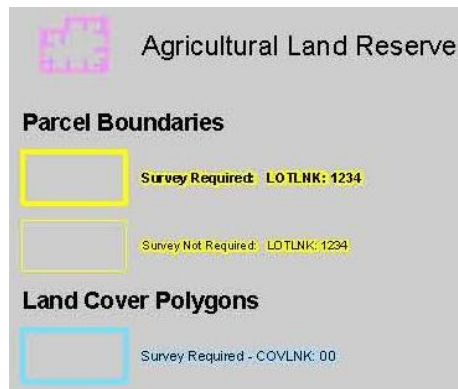 Agricultural Land Reserve
Parcel Boundaries
Survey Required: LOTLNK: 1234
Survey Not Required: LOTLNK: 1234
Land Cover Polygons
Survey Required - COVLNK: 00